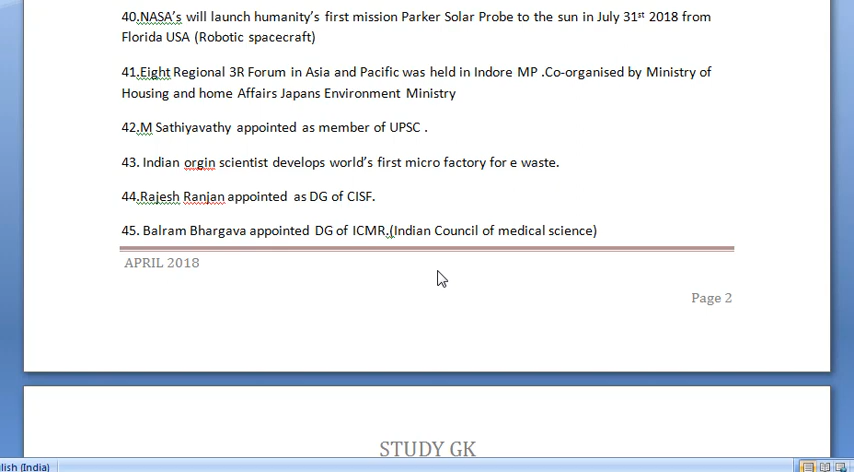 40.NASA's will launch humanity's first mission Parker Solar Probe to the sun in July 31st 2018 from
Florida USA (Robotic spacecraft)
41.Eight Regional 3R Forum in Asia and Pacific was held in Indore MP .Co-organised by Ministry of
Housing and home Affairs Japans Environment Ministry
42.M Sathiyavathy appointed as member of UPSC .
43. Indian orgin scientist develops world's first micro factory for e waste.
44.Rajesh Ranjan appointed as DG of CISF.
45. Balram Bhargava appointed DG of ICMR.(Indian Council of medical science)
APRIL 2018
Page 2
STUDY GK
lish (India)